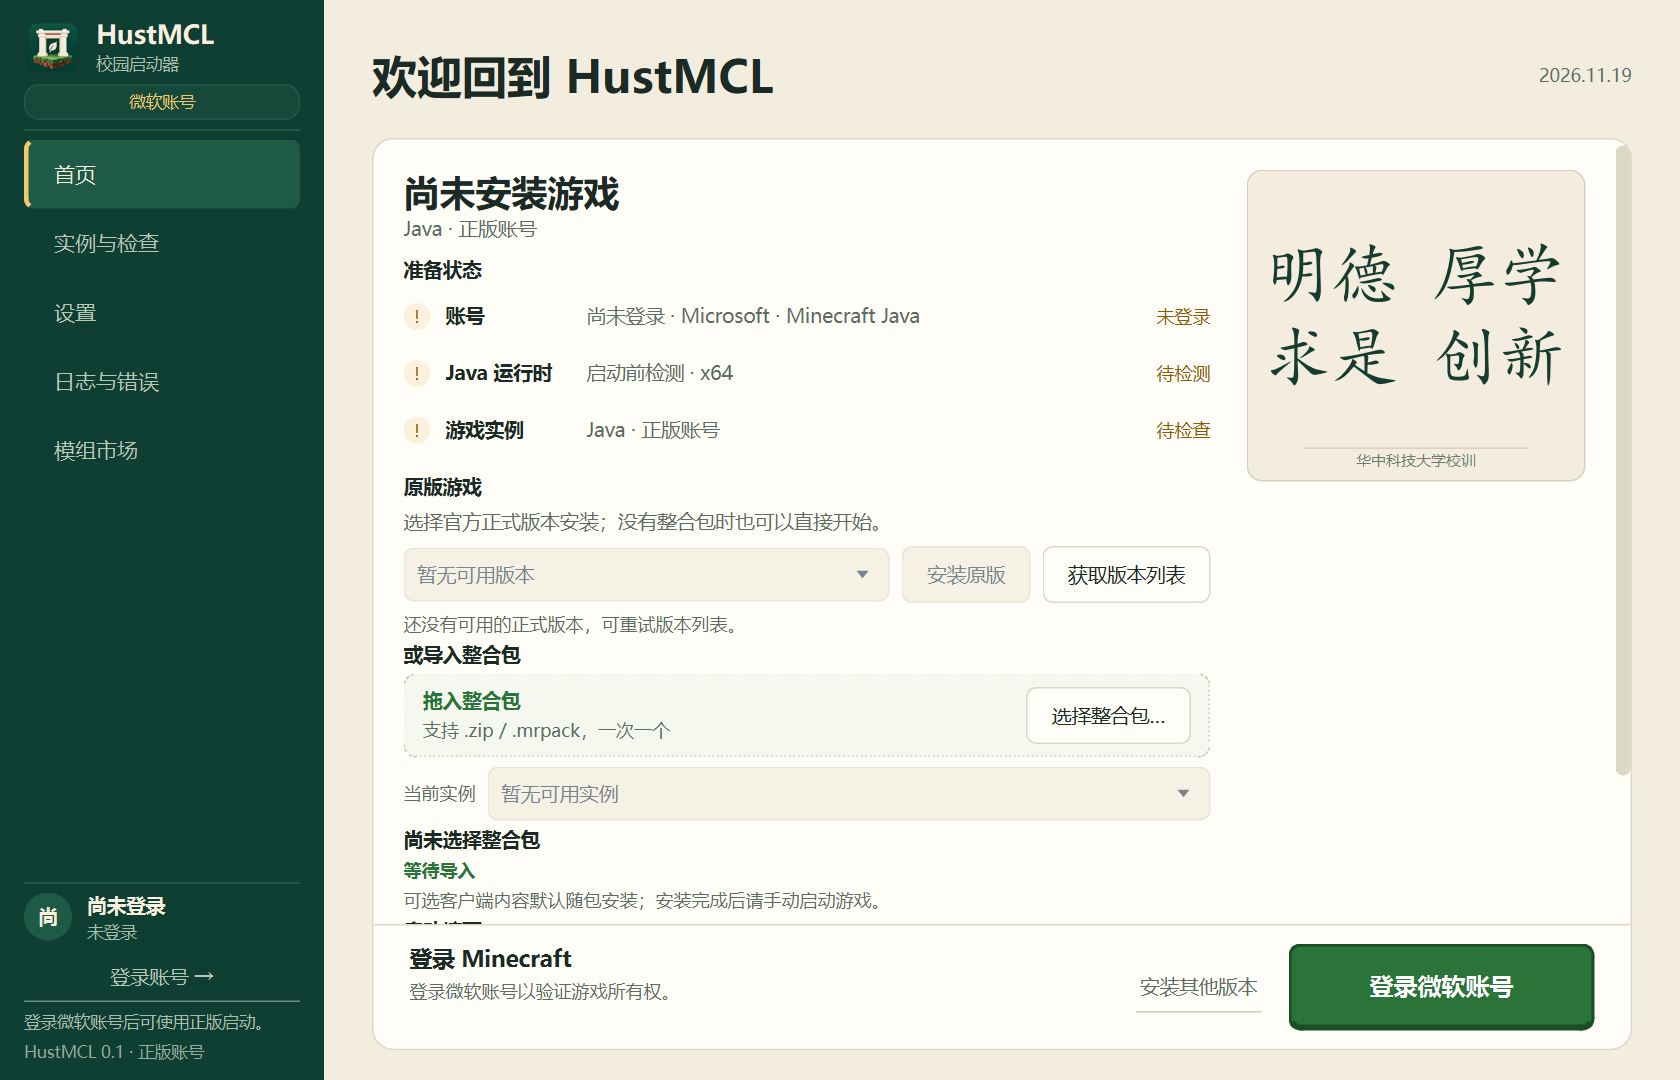 HustMCL
校园启动器
微软账号
首页
实例与检查
设置
日志与错误
模组市场
尚
尚未登录
未登录
登录账号 →
登录微软账号后可使用正版启动。
HustMCL 0.1 · 正版账号
欢迎回到 HustMCL
2026.11.19
尚未安装游戏
Java · 正版账号
准备状态
! 账号 尚未登录 · Microsoft · Minecraft Java 未登录
! Java 运行时 启动前检测 · x64 待检测
! 游戏实例 Java · 正版账号 待检查
原版游戏
选择官方正式版本安装；没有整合包时也可以直接开始。
暂无可用版本 安装原版 获取版本列表
还没有可用的正式版本，可重试版本列表。
或导入整合包
拖入整合包
支持 .zip / .mrpack，一次一个
选择整合包...
当前实例 暂无可用实例
尚未选择整合包
等待导入
可选客户端内容默认随包安装；安装完成后请手动启动游戏。
明德 厚学
求是 创新
华中科技大学校训
登录 Minecraft
登录微软账号以验证游戏所有权。
安装其他版本
登录微软账号